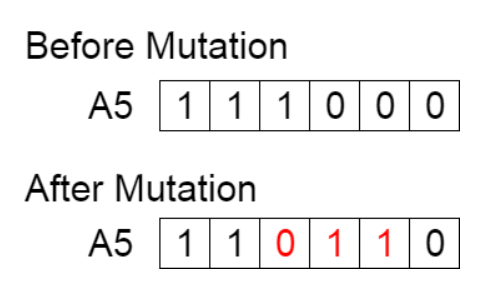 Before Mutation
A5 1 1 1 0 0 0
After Mutation
A5 1 1 0 1 1 0